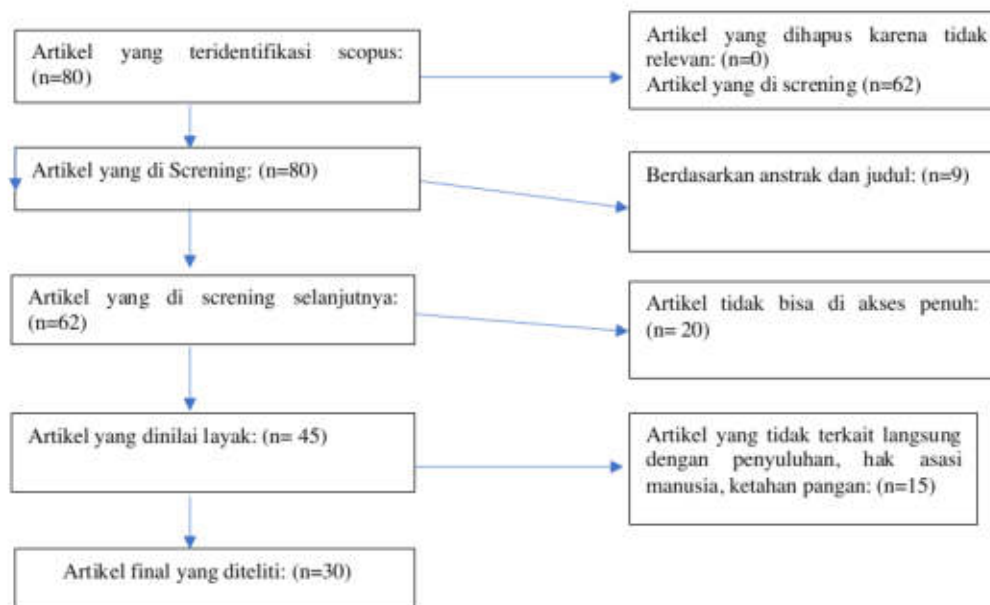 Artikel yang teridentifikasi scopus:
(n=80)
Artikel yang dihapus karena tidak
relevan: (n=0)
Artikel yang di screning (n=62)
Artikel yang di Screning: (n=80)
Berdasarkan anstrak dan judul: (n=9)
Artikel yang di screning selanjutnya:
(n=62)
Artikel tidak bisa di akses penuh:
(n= 20)
Artikel yang dinilai layak: (n= 45)
Artikel yang tidak terkait langsung
dengan penyuluhan, hak asasi
manusia, ketahan pangan: (n=15)
Artikel final yang diteliti: (n=30)